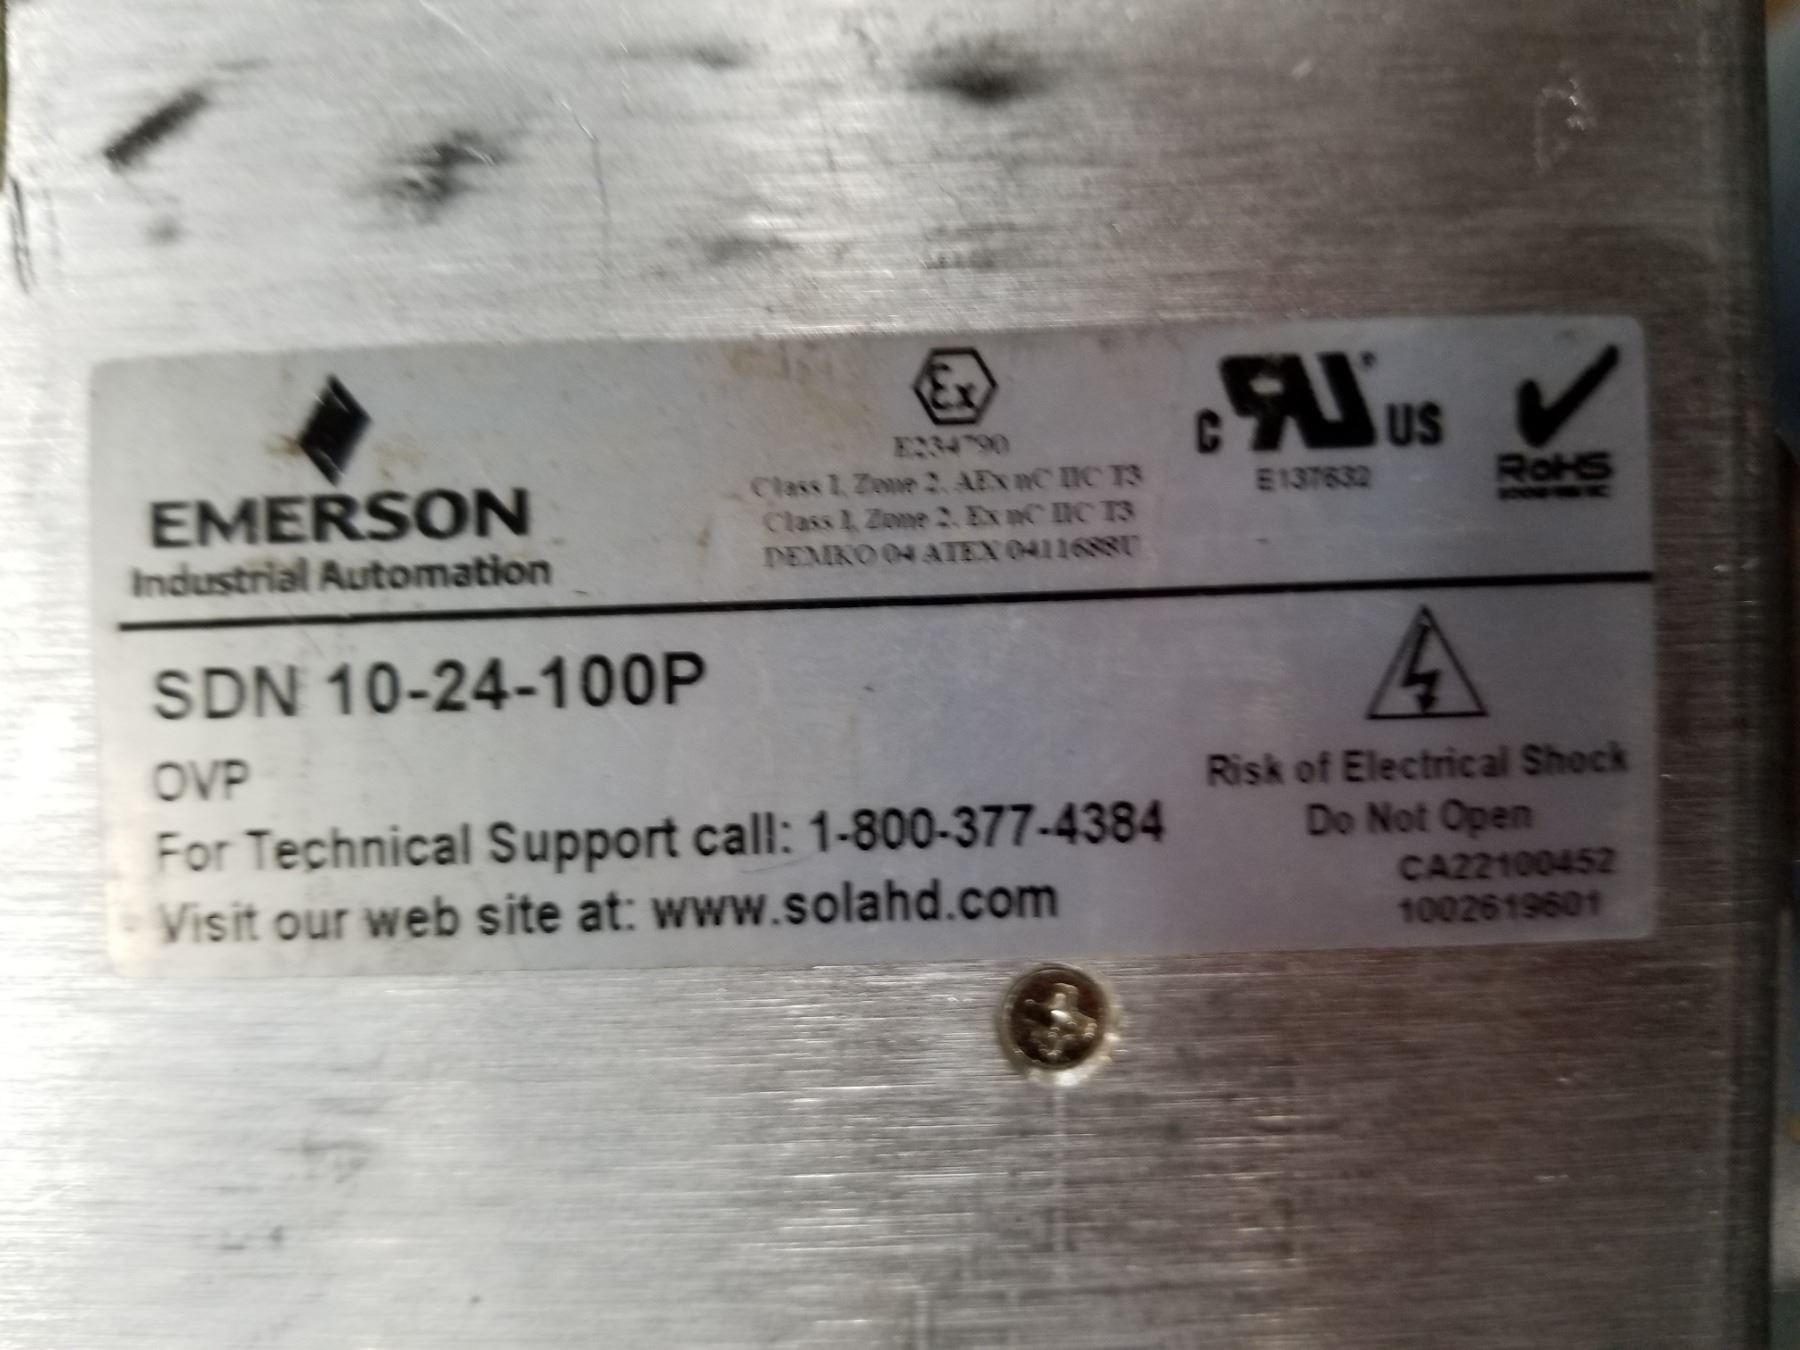 Ex
E234790
Class I, Zone 2, AEx nC IIC T3
Class I, Zone 2, Ex nC IIC T3
DEMKO 04 ATEX 0411688U
C RU® US
E137632
RoHS
EMERSON
Industrial Automation
SDN 10-24-100P
OVP
For Technical Support call: 1-800-377-4384
Visit our web site at: www.solahd.com
Risk of Electrical Shock
Do Not Open
CA22100452
1002619601